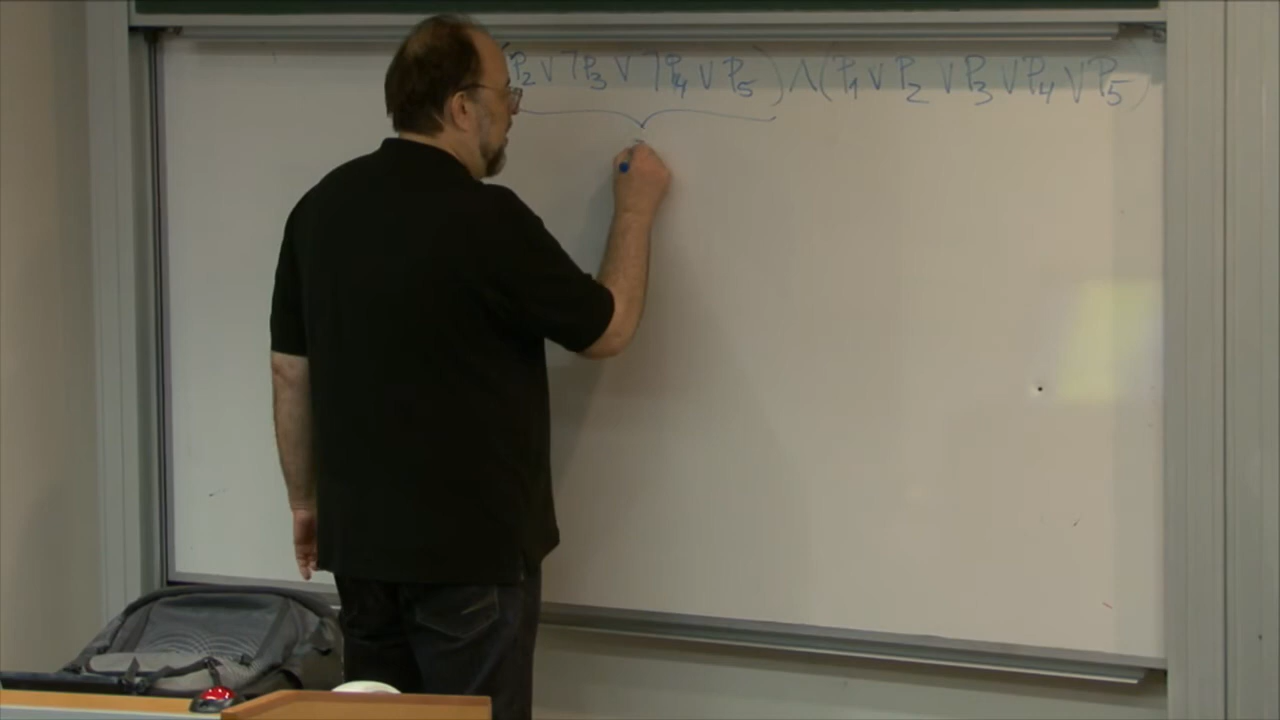 (P₂ ∨ ¬P₃ ∨ ¬P₄ ∨ P₅) ∧ (P₁ ∨ P₂ ∨ P₃ ∨ P₄ ∨ P₅)